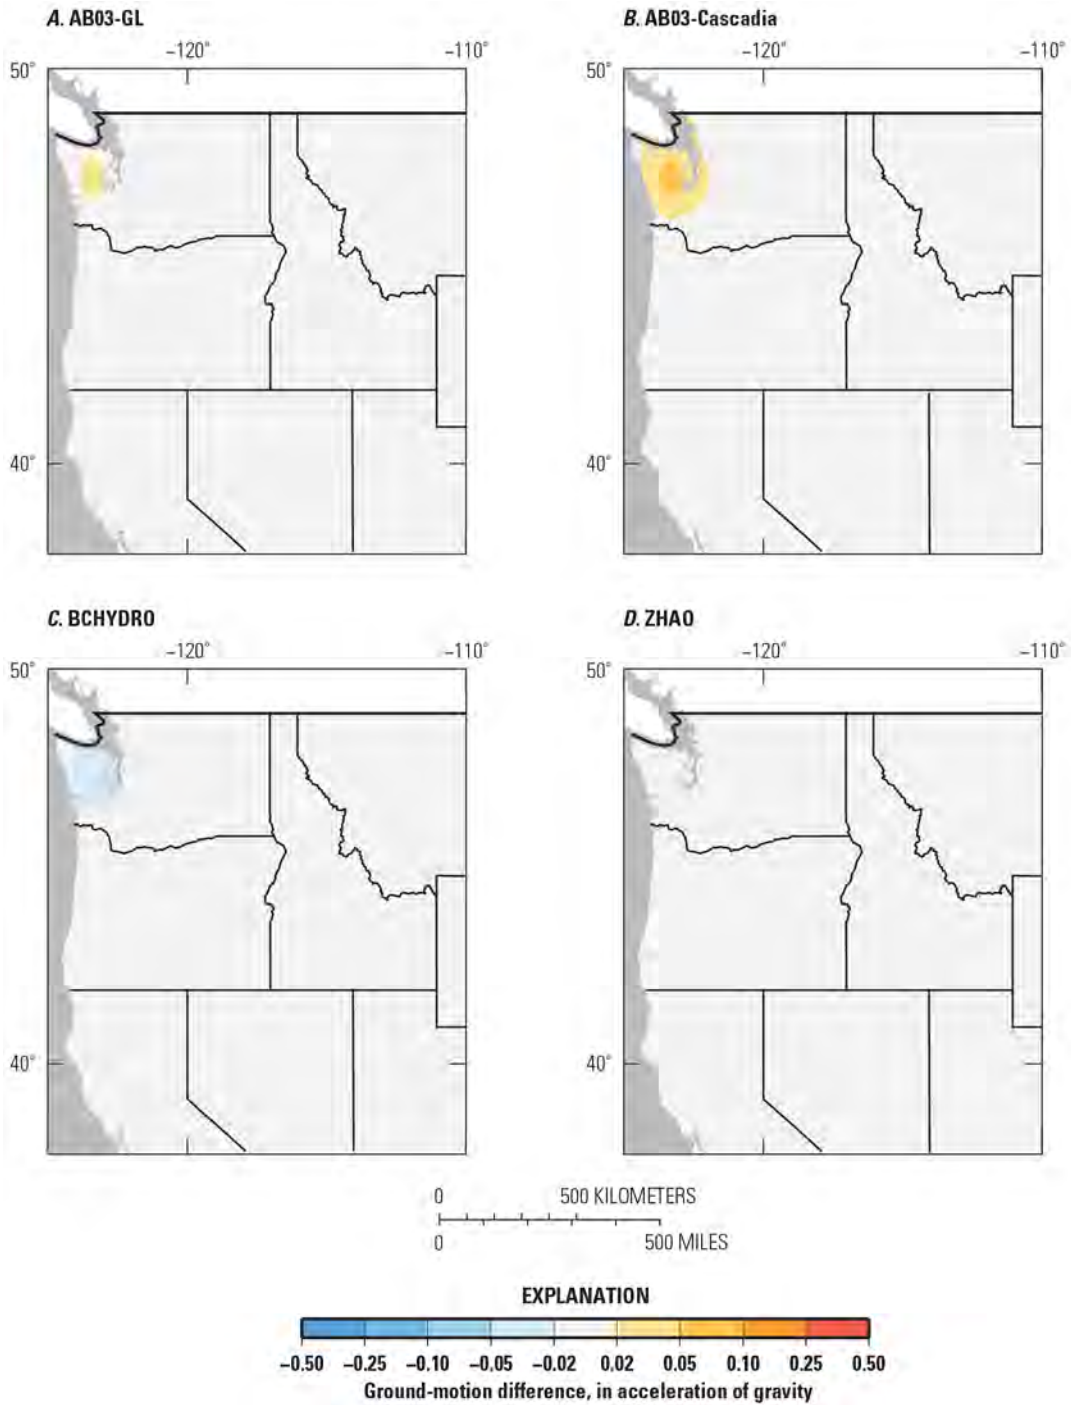 A. AB03-GL
B. AB03-Cascadia
−120°
−110°
−120°
−110°
50°
50°
40°
40°
C. BCHYDRO
D. ZHAO
−120°
−110°
−120°
−110°
50°
50°
40°
40°
0
500 KILOMETERS
0
500 MILES
EXPLANATION
−0.50 −0.25 −0.10 −0.05 −0.02 0.02 0.05 0.10 0.25 0.50
Ground-motion difference, in acceleration of gravity